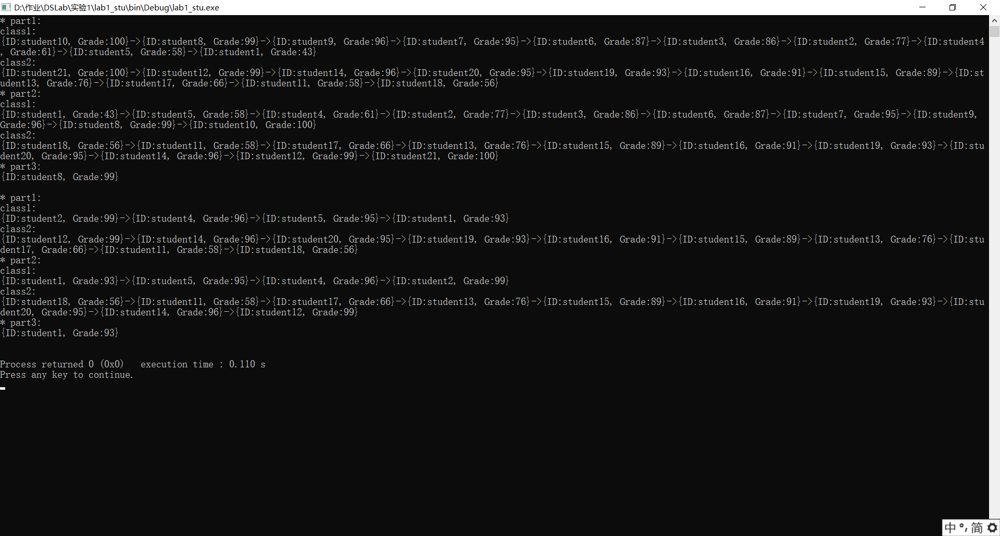 D:\作业\DSLab\实验1\lab1_stu\bin\Debug\lab1_stu.exe
* part1:
class1:
{ID:student10, Grade:100}->{ID:student8, Grade:99}->{ID:student9, Grade:96}->{ID:student7, Grade:95}->{ID:student6, Grade:87}->{ID:student3, Grade:86}->{ID:student2, Grade:77}->{ID:student4
, Grade:61}->{ID:student5, Grade:58}->{ID:student1, Grade:43}
class2:
{ID:student21, Grade:100}->{ID:student12, Grade:99}->{ID:student14, Grade:96}->{ID:student20, Grade:95}->{ID:student19, Grade:93}->{ID:student16, Grade:91}->{ID:student15, Grade:89}->{ID:st
udent13, Grade:76}->{ID:student17, Grade:66}->{ID:student11, Grade:58}->{ID:student18, Grade:56}
* part2:
class1:
{ID:student1, Grade:43}->{ID:student5, Grade:58}->{ID:student4, Grade:61}->{ID:student2, Grade:77}->{ID:student3, Grade:86}->{ID:student6, Grade:87}->{ID:student7, Grade:95}->{ID:student9,
Grade:96}->{ID:student8, Grade:99}->{ID:student10, Grade:100}
class2:
{ID:student18, Grade:56}->{ID:student11, Grade:58}->{ID:student17, Grade:66}->{ID:student13, Grade:76}->{ID:student15, Grade:89}->{ID:student16, Grade:91}->{ID:student19, Grade:93}->{ID:stu
dent20, Grade:95}->{ID:student14, Grade:96}->{ID:student12, Grade:99}->{ID:student21, Grade:100}
* part3:
{ID:student8, Grade:99}
* part1:
class1:
{ID:student2, Grade:99}->{ID:student4, Grade:96}->{ID:student5, Grade:95}->{ID:student1, Grade:93}
class2:
{ID:student12, Grade:99}->{ID:student14, Grade:96}->{ID:student20, Grade:95}->{ID:student19, Grade:93}->{ID:student16, Grade:91}->{ID:student15, Grade:89}->{ID:student13, Grade:76}->{ID:stu
dent17, Grade:66}->{ID:student11, Grade:58}->{ID:student18, Grade:56}
* part2:
class1:
{ID:student1, Grade:93}->{ID:student5, Grade:95}->{ID:student4, Grade:96}->{ID:student2, Grade:99}
class2:
{ID:student18, Grade:56}->{ID:student11, Grade:58}->{ID:student17, Grade:66}->{ID:student13, Grade:76}->{ID:student15, Grade:89}->{ID:student16, Grade:91}->{ID:student19, Grade:93}->{ID:stu
dent20, Grade:95}->{ID:student14, Grade:96}->{ID:student12, Grade:99}
* part3:
{ID:student1, Grade:93}
Process returned 0 (0x0)   execution time : 0.110 s
Press any key to continue.
中 °, 简